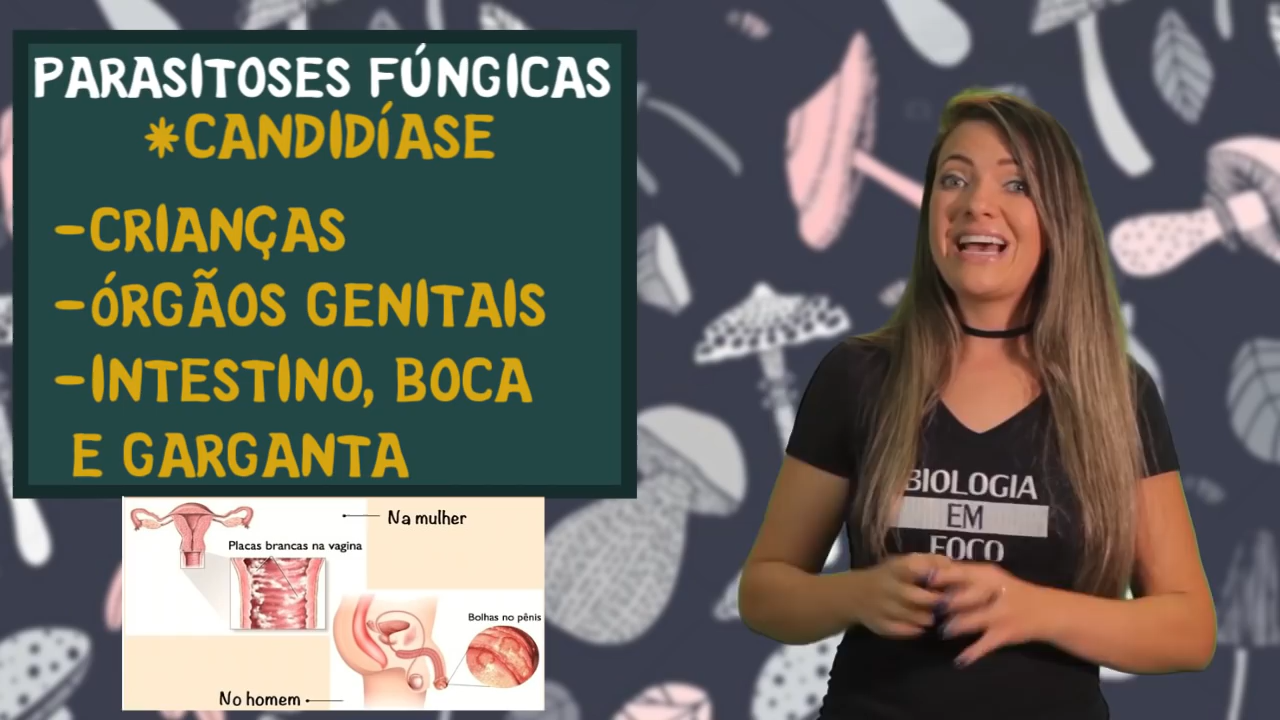 PARASITOSES FÚNGICAS
*CANDIDÍASE
-CRIANÇAS
-ÓRGÃOS GENITAIS
-INTESTINO, BOCA
E GARGANTA
Na mulher
Placas brancas na vagina
Bolhas no pênis
No homem
BIOLOGIA
EM
FOCO